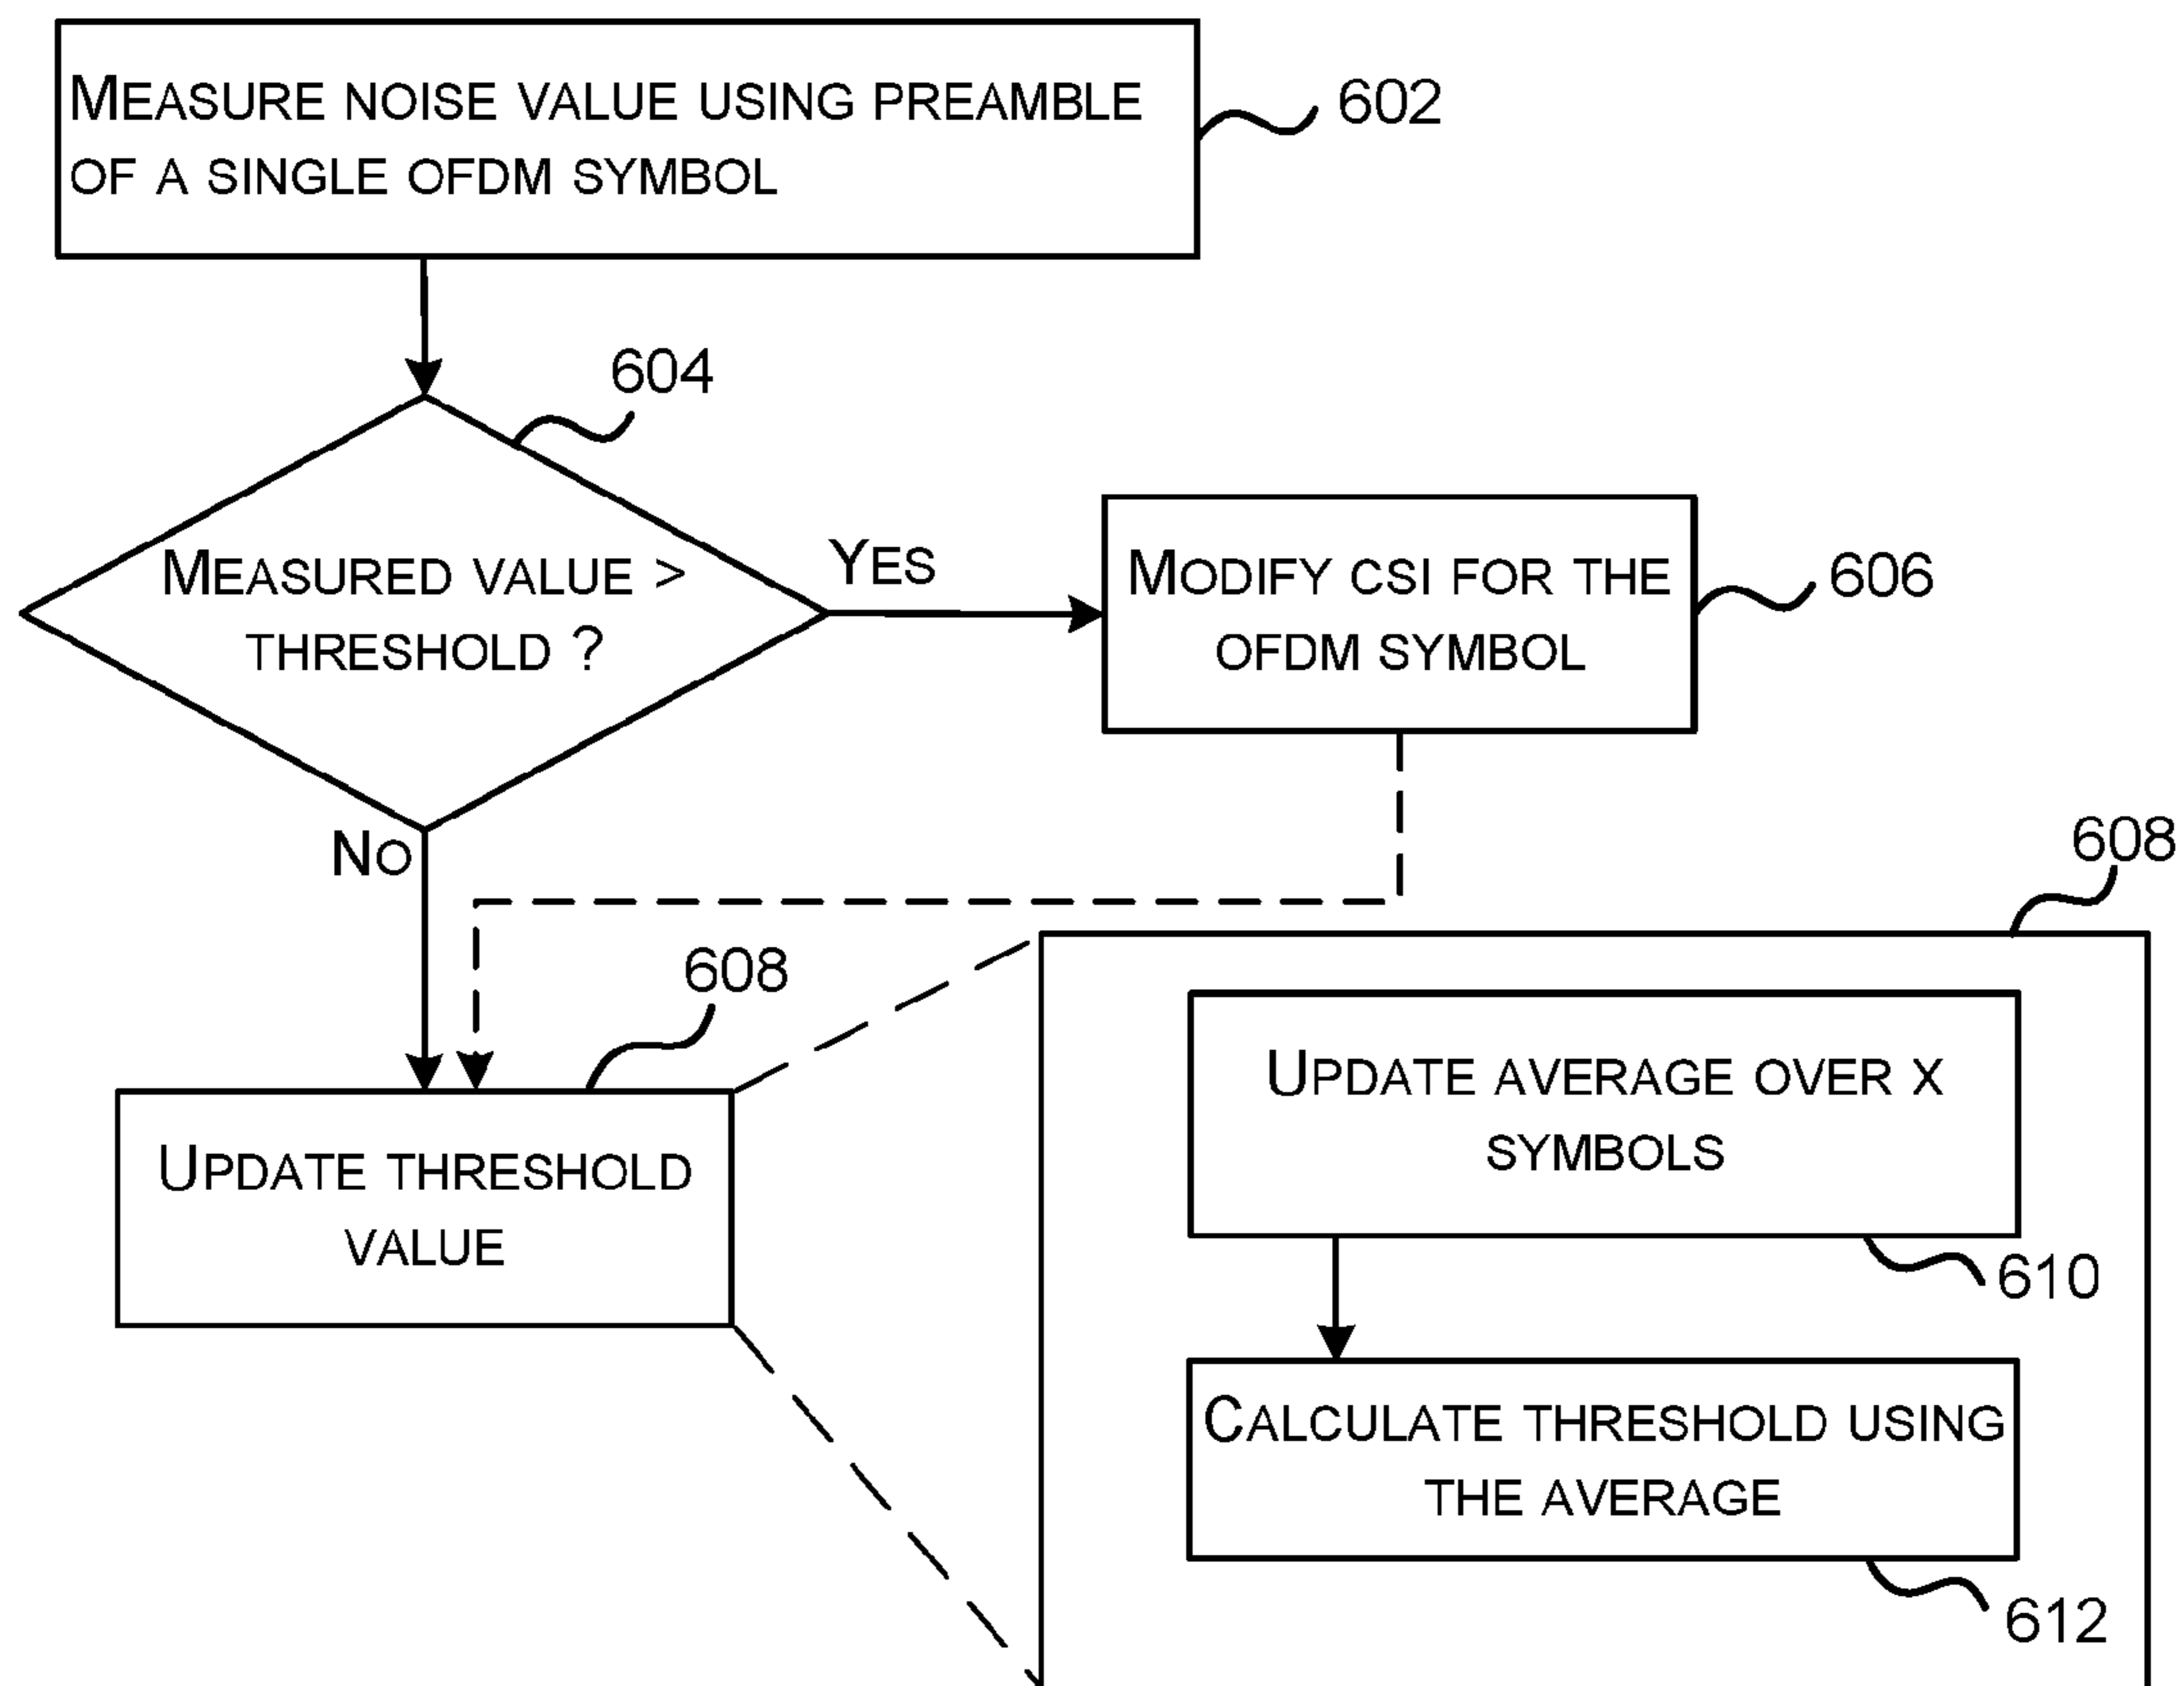 MEASURE NOISE VALUE USING PREAMBLE
OF A SINGLE OFDM SYMBOL
602
604
MEASURED VALUE >
THRESHOLD ?
YES
MODIFY CSI FOR THE
OFDM SYMBOL
606
NO
608
608
UPDATE THRESHOLD
VALUE
UPDATE AVERAGE OVER X
SYMBOLS
610
CALCULATE THRESHOLD USING
THE AVERAGE
612